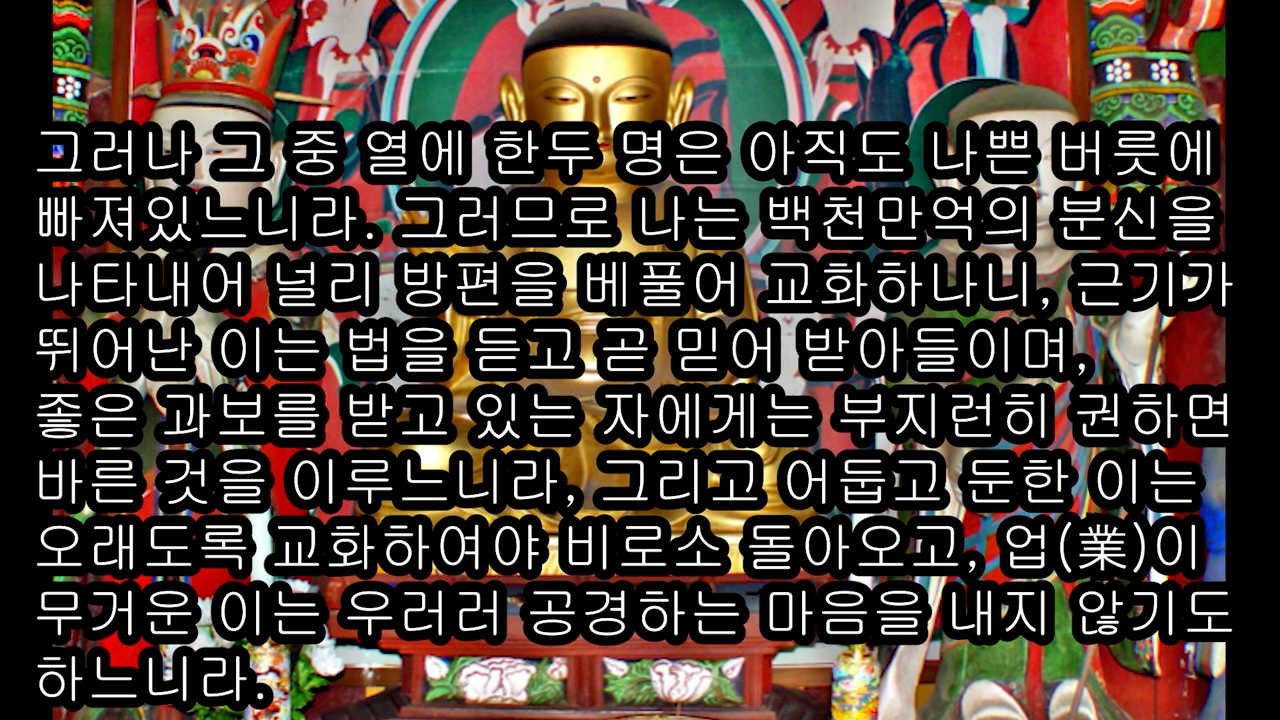 그러나 그 중 열에 한두 명은 아직도 나쁜 버릇에
빠져있느니라. 그러므로 나는 백천만억의 분신을
나타내어 널리 방편을 베풀어 교화하나니, 근기가
뛰어난 이는 법을 듣고 곧 믿어 받아들이며,
좋은 과보를 받고 있는 자에게는 부지런히 권하면
바른 것을 이루느니라, 그리고 어둡고 둔한 이는
오래도록 교화하여야 비로소 돌아오고, 업(業)이
무거운 이는 우러러 공경하는 마음을 내지 않기도
하느니라.